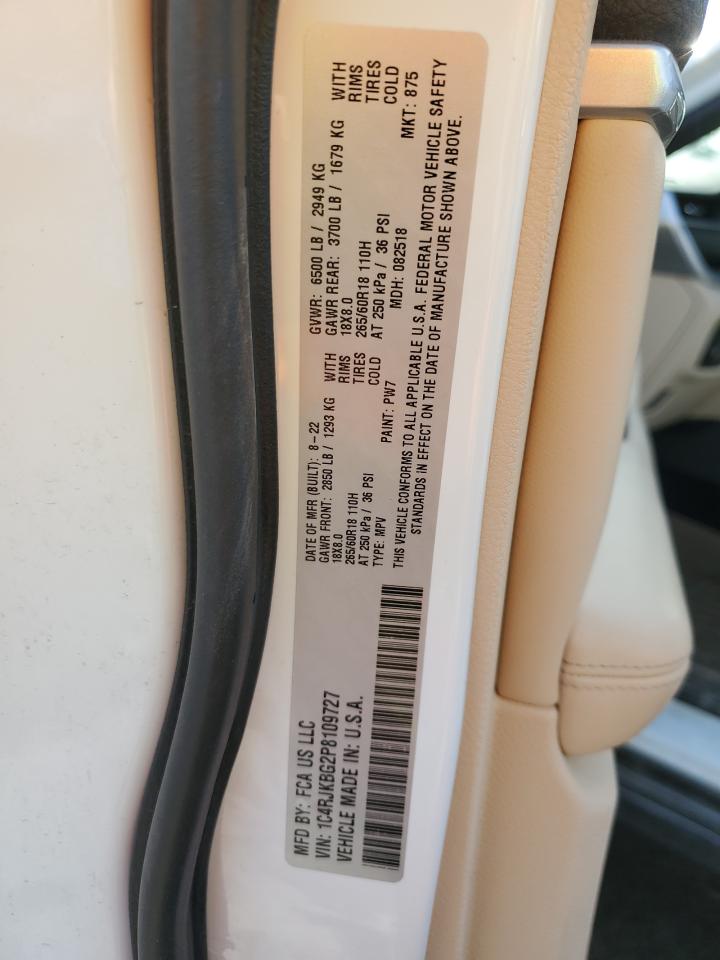 MFD BY: FCA US LLC
VIN: 1C4RJKBG2P8109727
VEHICLE MADE IN: U.S.A.
DATE OF MFR (BUILT): 8-22
GAWR FRONT: 2850 LB / 1293 KG WITH
18X8.0 RIMS
265/60R18 110H TIRES
AT 250 kPa / 36 PSI COLD
TYPE: MPV PAINT: PW7
GVWR: 6500 LB / 2949 KG
GAWR REAR: 3700 LB / 1679 KG WITH
18X8.0 RIMS
265/60R18 110H TIRES
AT 250 kPa / 36 PSI COLD
MDH: 082518 MKT: 875
THIS VEHICLE CONFORMS TO ALL APPLICABLE U.S.A. FEDERAL MOTOR VEHICLE SAFETY
STANDARDS IN EFFECT ON THE DATE OF MANUFACTURE SHOWN ABOVE.